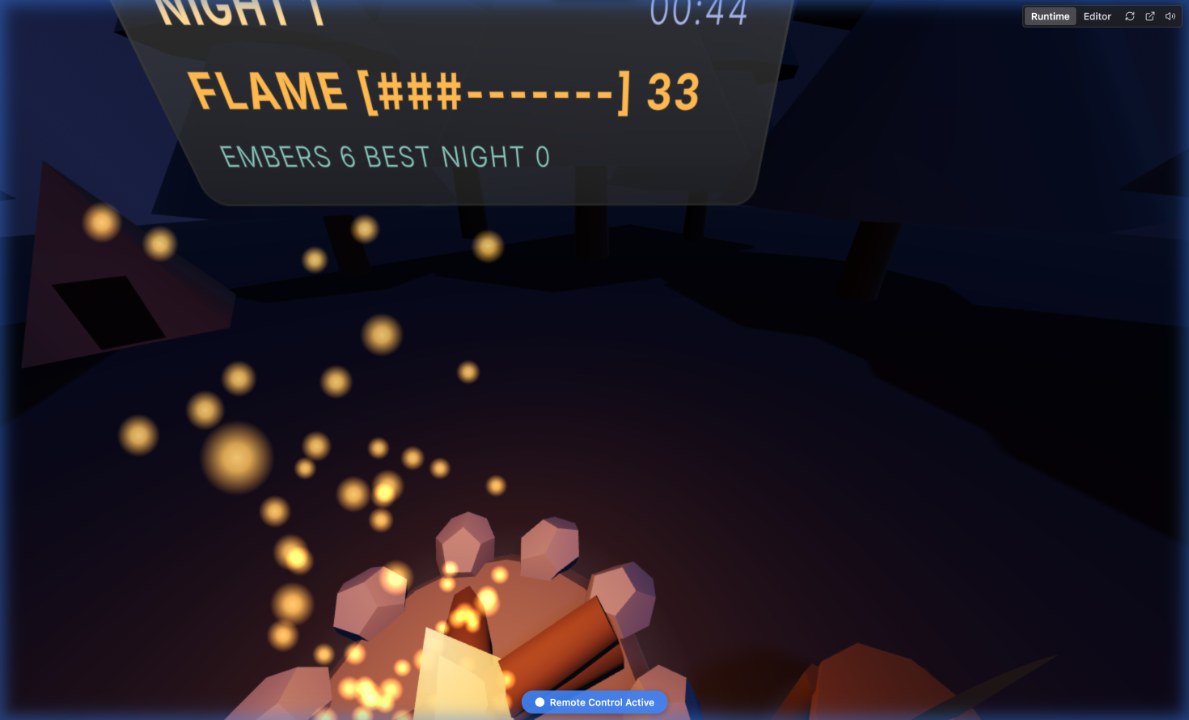 Runtime Editor
NIGHT 1 00:44
FLAME [###-------] 33
EMBERS 6 BEST NIGHT 0
Remote Control Active